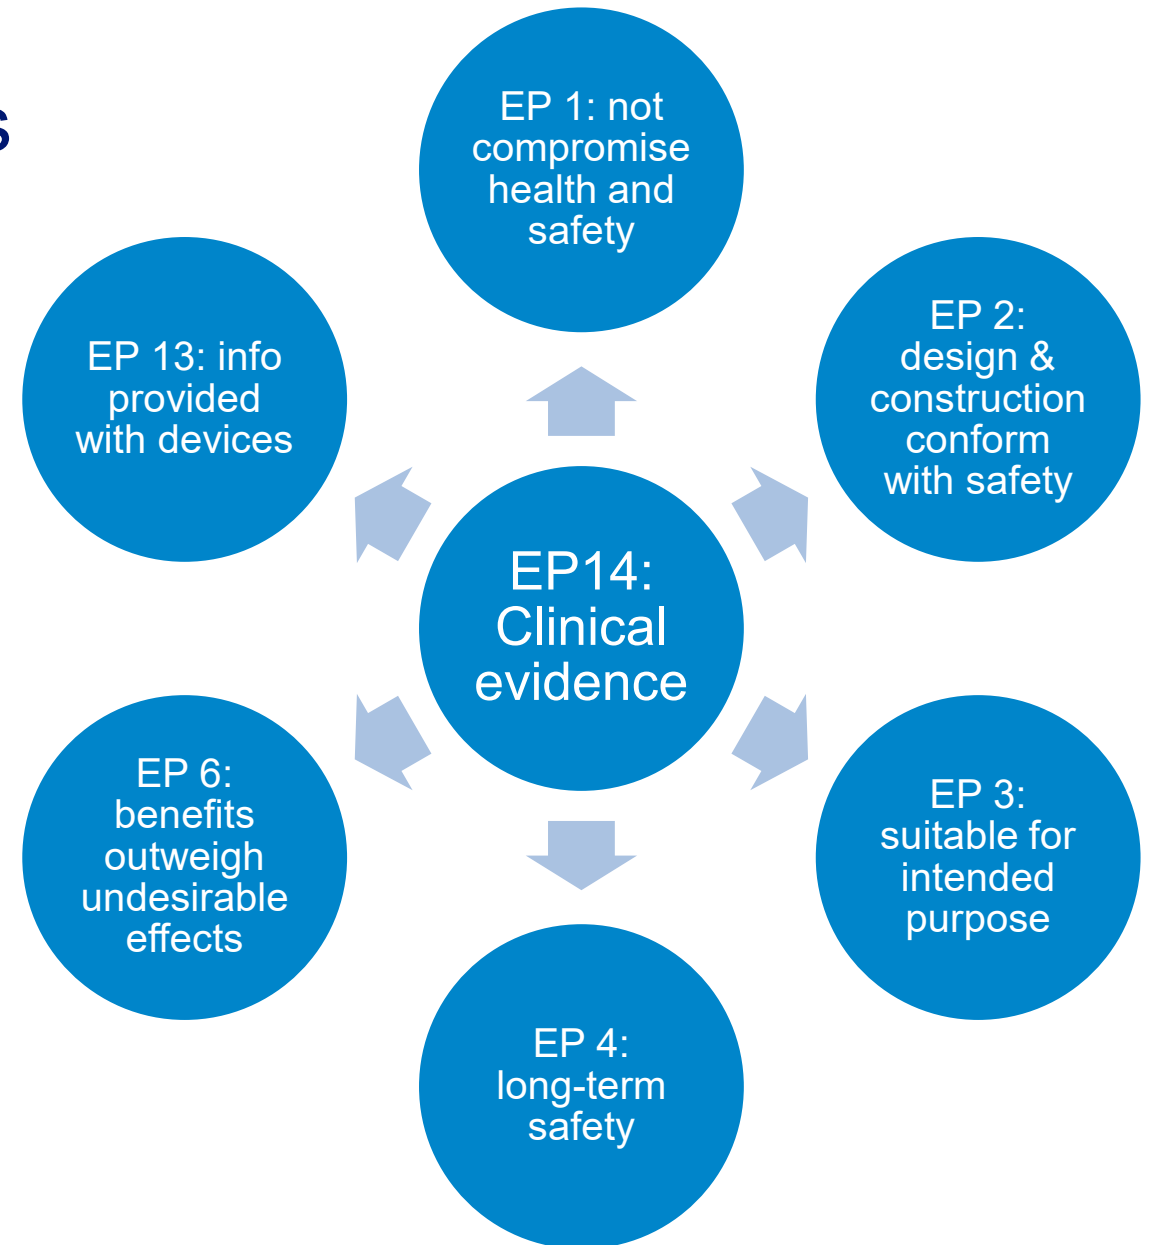 s
EP 1: not
compromise
health and
safety
EP 2:
design &
construction
conform
with safety
EP 3:
suitable for
intended
purpose
EP 4:
long-term
safety
EP 6:
benefits
outweigh
undesirable
effects
EP 13: info
provided
with devices
EP14:
Clinical
evidence